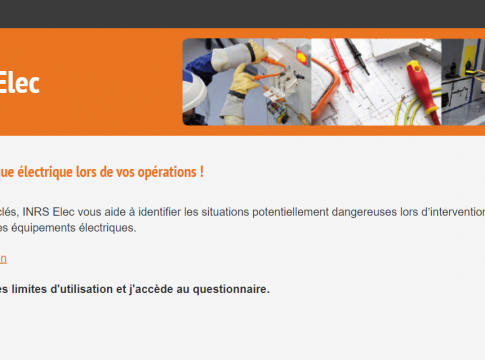 Elec
ue électrique lors de vos opérations !
clés, INRS Elec vous aide à identifier les situations potentiellement dangereuses lors d'intervention
es équipements électriques.
n
es limites d'utilisation et j'accède au questionnaire.